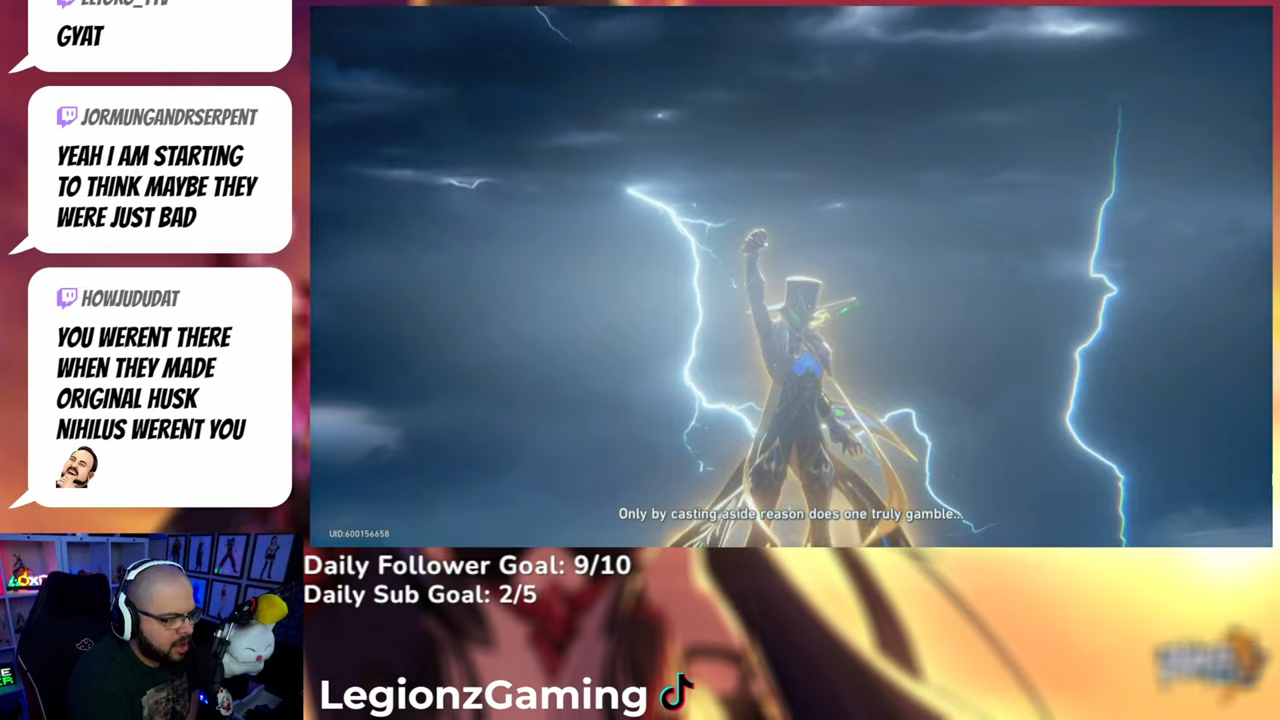 GYAT
JORMUNGANDRSERPENT
YEAH I AM STARTING
TO THINK MAYBE THEY
WERE JUST BAD
HOWJUDUDAT
YOU WERENT THERE
WHEN THEY MADE
ORIGINAL HUSK
NIHILUS WERENT YOU
Only by casting aside reason does one truly gamble...
UID:600156658
Daily Follower Goal: 9/10
Daily Sub Goal: 2/5
LegionzGaming